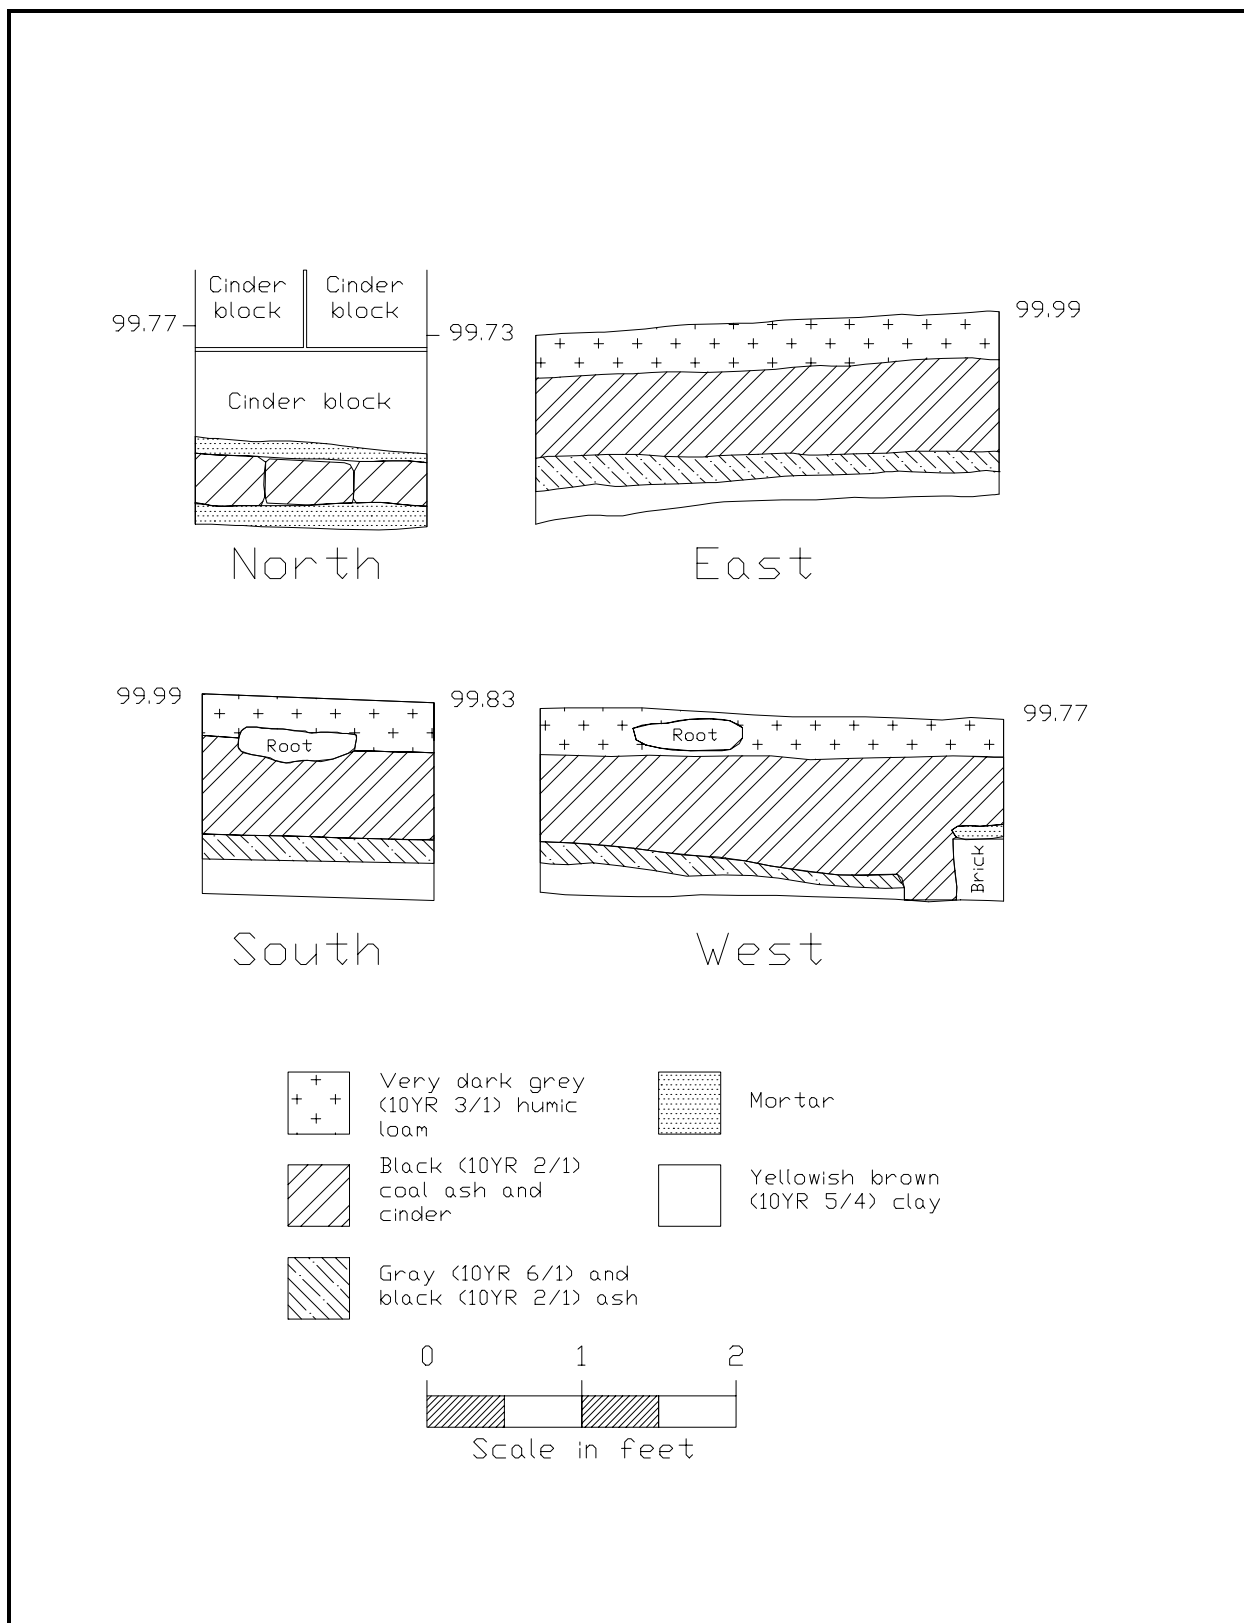 Cinder
block
Cinder
block
99.77
99.73
Cinder block
North
99.99
East
99.99
Root
99.83
South
Root
99.77
Brick
West
Very dark grey
(10YR 3/1) humic
loam
Black (10YR 2/1)
coal ash and
cinder
Gray (10YR 6/1) and
black (10YR 2/1) ash
Mortar
Yellowish brown
(10YR 5/4) clay
0 1 2
Scale in feet